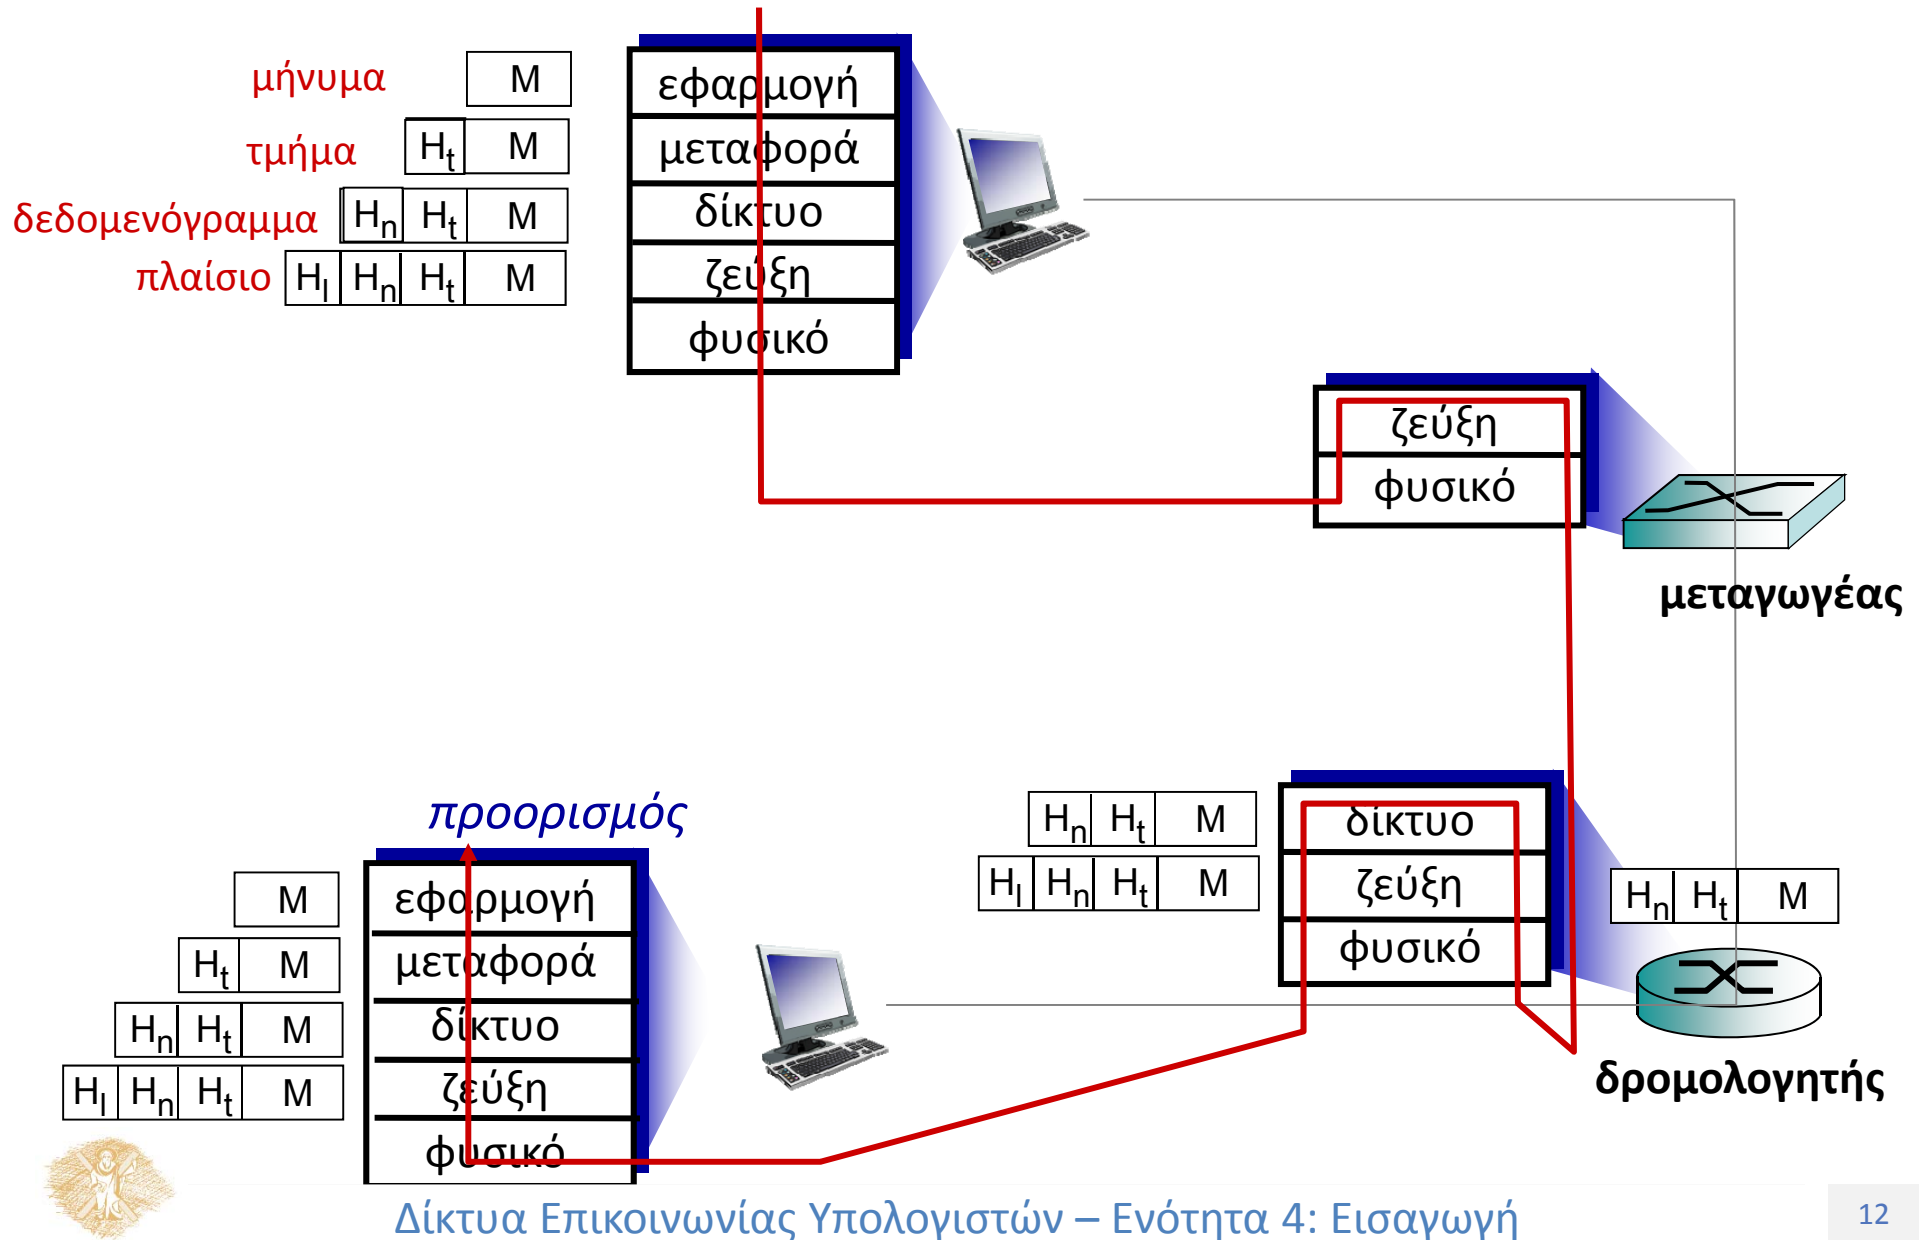 μήνυμα M
τμήμα Ht M
δεδομενόγραμμα Hn Ht M
πλαίσιο Hl Hn Ht M
εφαρμογή
μεταφορά
δίκτυο
ζεύξη
φυσικό
ζεύξη
φυσικό
μεταγωγέας
Hn Ht M
Hl Hn Ht M
δίκτυο
ζεύξη
φυσικό
Hn Ht M
δρομολογητής
προορισμός
M
Ht M
Hn Ht M
Hl Hn Ht M
εφαρμογή
μεταφορά
δίκτυο
ζεύξη
φυσικό
Δίκτυα Επικοινωνίας Υπολογιστών – Ενότητα 4: Εισαγωγή
12